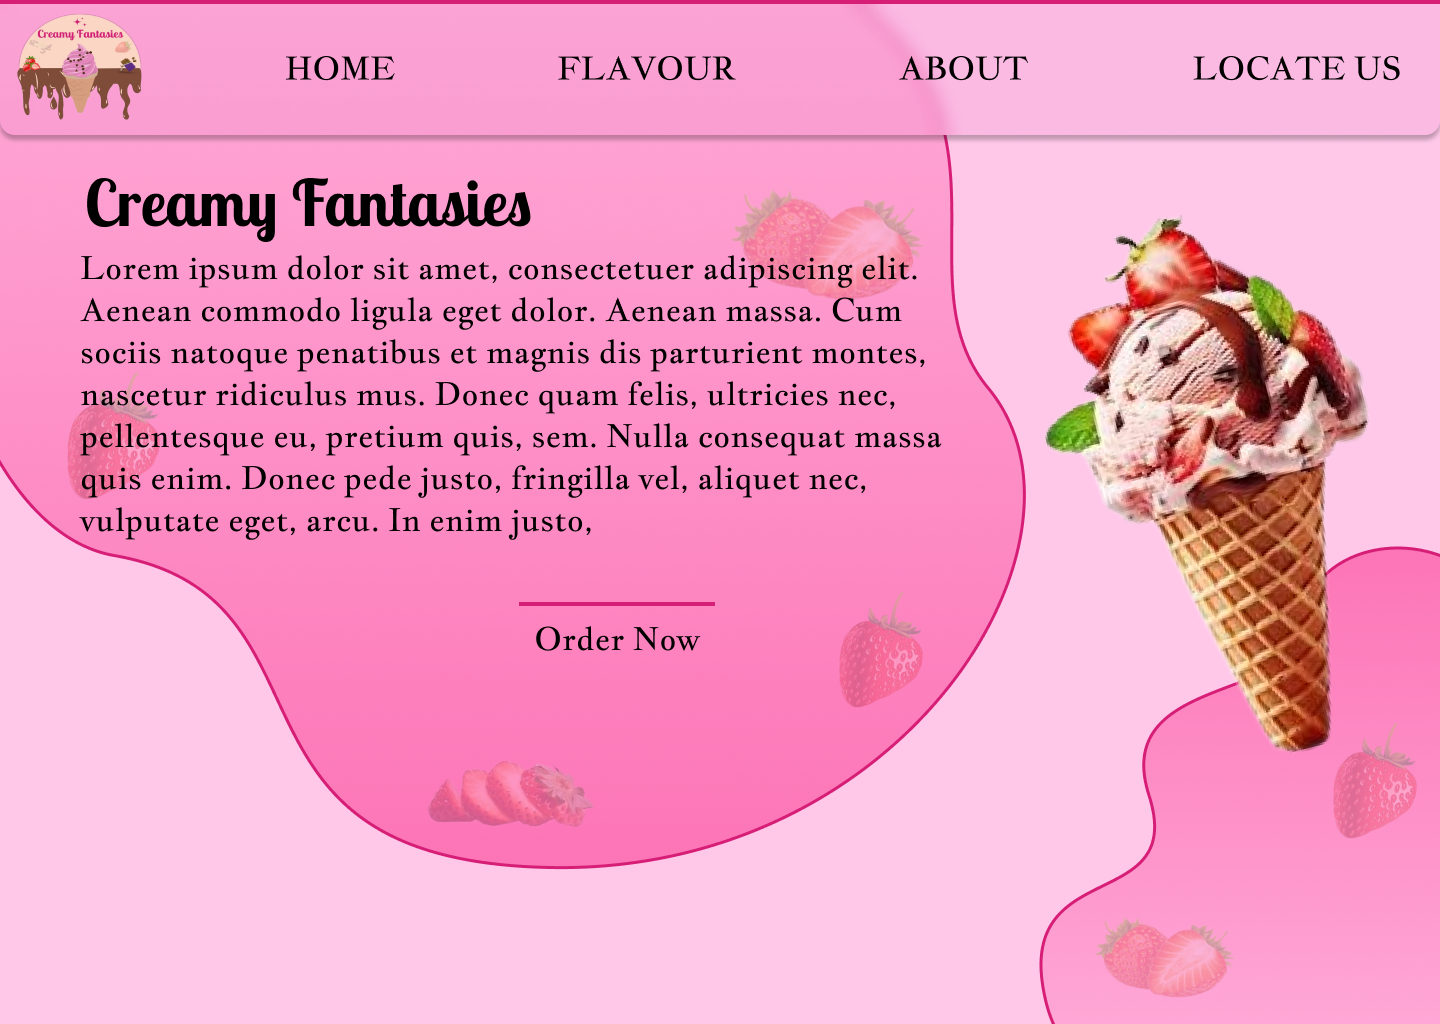 Creamy Fantasies
HOME
FLAVOUR
ABOUT
LOCATE US
Creamy Fantasies
Lorem ipsum dolor sit amet, consectetuer adipiscing elit.
Aenean commodo ligula eget dolor. Aenean massa. Cum
sociis natoque penatibus et magnis dis parturient montes,
nascetur ridiculus mus. Donec quam felis, ultricies nec,
pellentesque eu, pretium quis, sem. Nulla consequat massa
quis enim. Donec pede justo, fringilla vel, aliquet nec,
vulputate eget, arcu. In enim justo,
Order Now